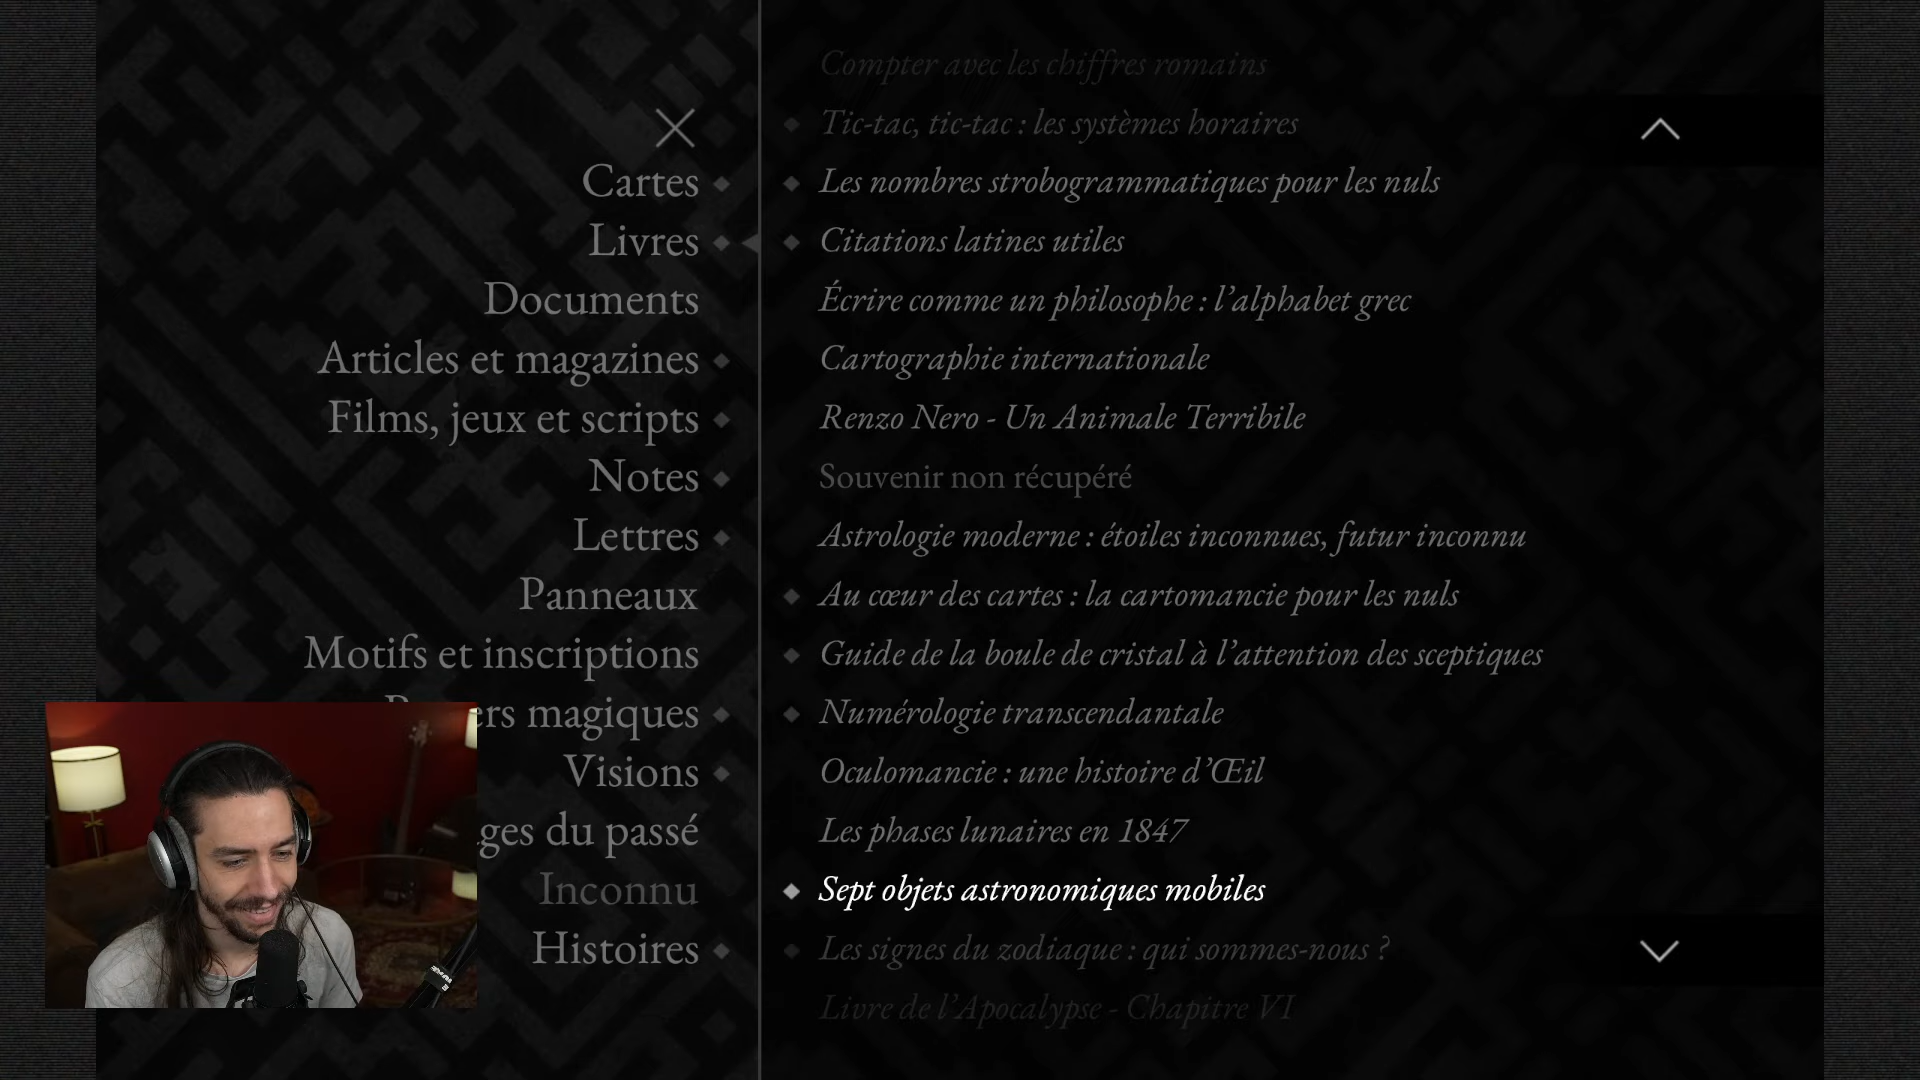 Cartes
Livres
Documents
Articles et magazines
Films, jeux et scripts
Notes
Lettres
Panneaux
Motifs et inscriptions
magiques
Visions
du passé
Inconnu
Histoires
Compter avec les chiffres romains
Tic-tac, tic-tac : les systèmes horaires
Les nombres strobogrammatiques pour les nuls
Citations latines utiles
Écrire comme un philosophe : l’alphabet grec
Cartographie internationale
Renzo Nero - Un Animale Terribile
Souvenir non récupéré
Astrologie moderne : étoiles inconnues, futur inconnu
Au cœur des cartes : la cartomancie pour les nuls
Guide de la boule de cristal à l’attention des sceptiques
Numérologie transcendantale
Oculomancie : une histoire d’Œil
Les phases lunaires en 1847
Sept objets astronomiques mobiles
Les signes du zodiaque : qui sommes-nous ?
Livre de l’Apocalypse - Chapitre VI